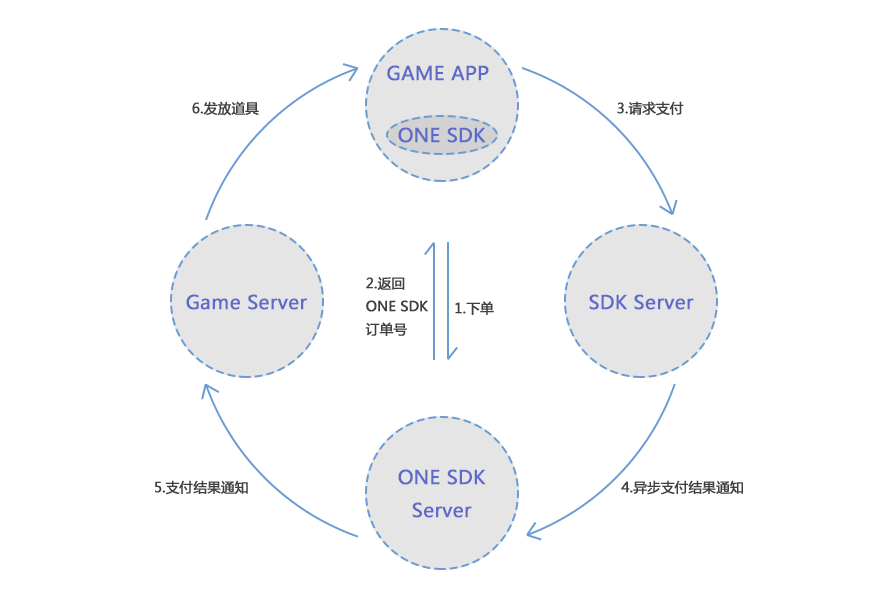 GAME APP
ONE SDK
6.发放道具
3.请求支付
Game Server
2.返回
ONE SDK
订单号
1.下单
SDK Server
5.支付结果通知
ONE SDK
Server
4.异步支付结果通知